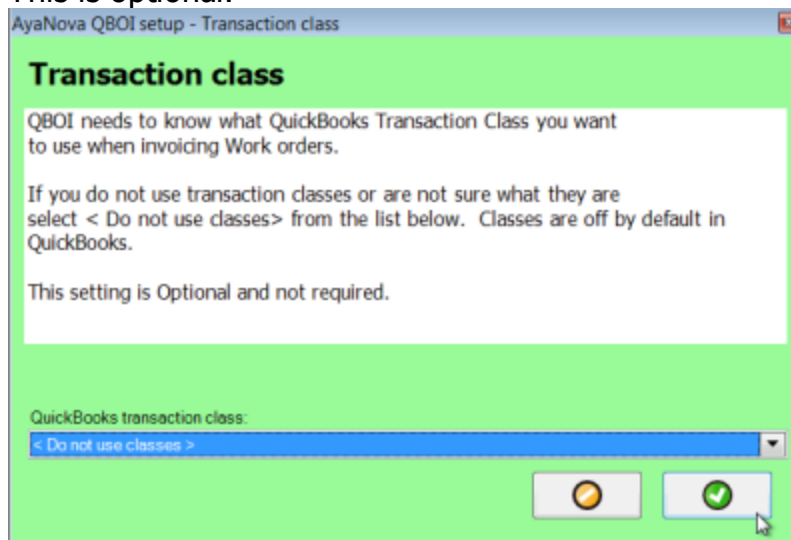 This is optional.
AyaNova QBOI setup - Transaction class
Transaction class
QBOI needs to know what QuickBooks Transaction Class you want
to use when invoicing Work orders.
If you do not use transaction classes or are not sure what they are
select < Do not use classes> from the list below.  Classes are off by default in
QuickBooks.
This setting is Optional and not required.
QuickBooks transaction class:
< Do not use classes >